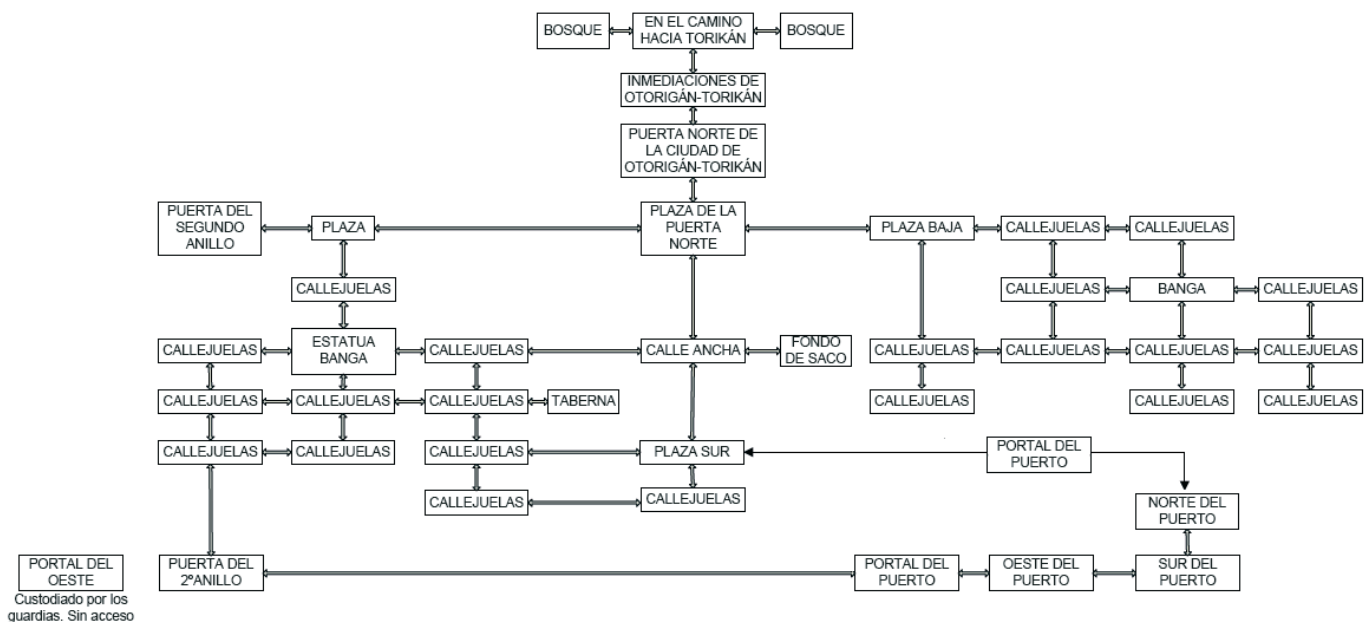 BOSQUE
EN EL CAMINO
HACIA TORIKÁN
BOSQUE
INMEDIACIONES DE
OTORIGÁN-TORIKÁN
PUERTA NORTE DE
LA CIUDAD DE
OTORIGÁN-TORIKÁN
PUERTA DEL
SEGUNDO
ANILLO
PLAZA
PLAZA DE LA
PUERTA
NORTE
PLAZA BAJA
CALLEJUELAS
CALLEJUELAS
CALLEJUELAS
CALLEJUELAS
BANGA
CALLEJUELAS
CALLEJUELAS
ESTATUA
BANGA
CALLEJUELAS
CALLE ANCHA
FONDO
DE SACO
CALLEJUELAS
CALLEJUELAS
CALLEJUELAS
CALLEJUELAS
CALLEJUELAS
CALLEJUELAS
CALLEJUELAS
TABERNA
CALLEJUELAS
CALLEJUELAS
CALLEJUELAS
CALLEJUELAS
CALLEJUELAS
CALLEJUELAS
PLAZA SUR
PORTAL DEL
PUERTO
CALLEJUELAS
CALLEJUELAS
NORTE DEL
PUERTO
PORTAL DEL
OESTE
Custodiado por los
guardias. Sin acceso
PUERTA DEL
2ºANILLO
PORTAL DEL
PUERTO
OESTE DEL
PUERTO
SUR DEL
PUERTO